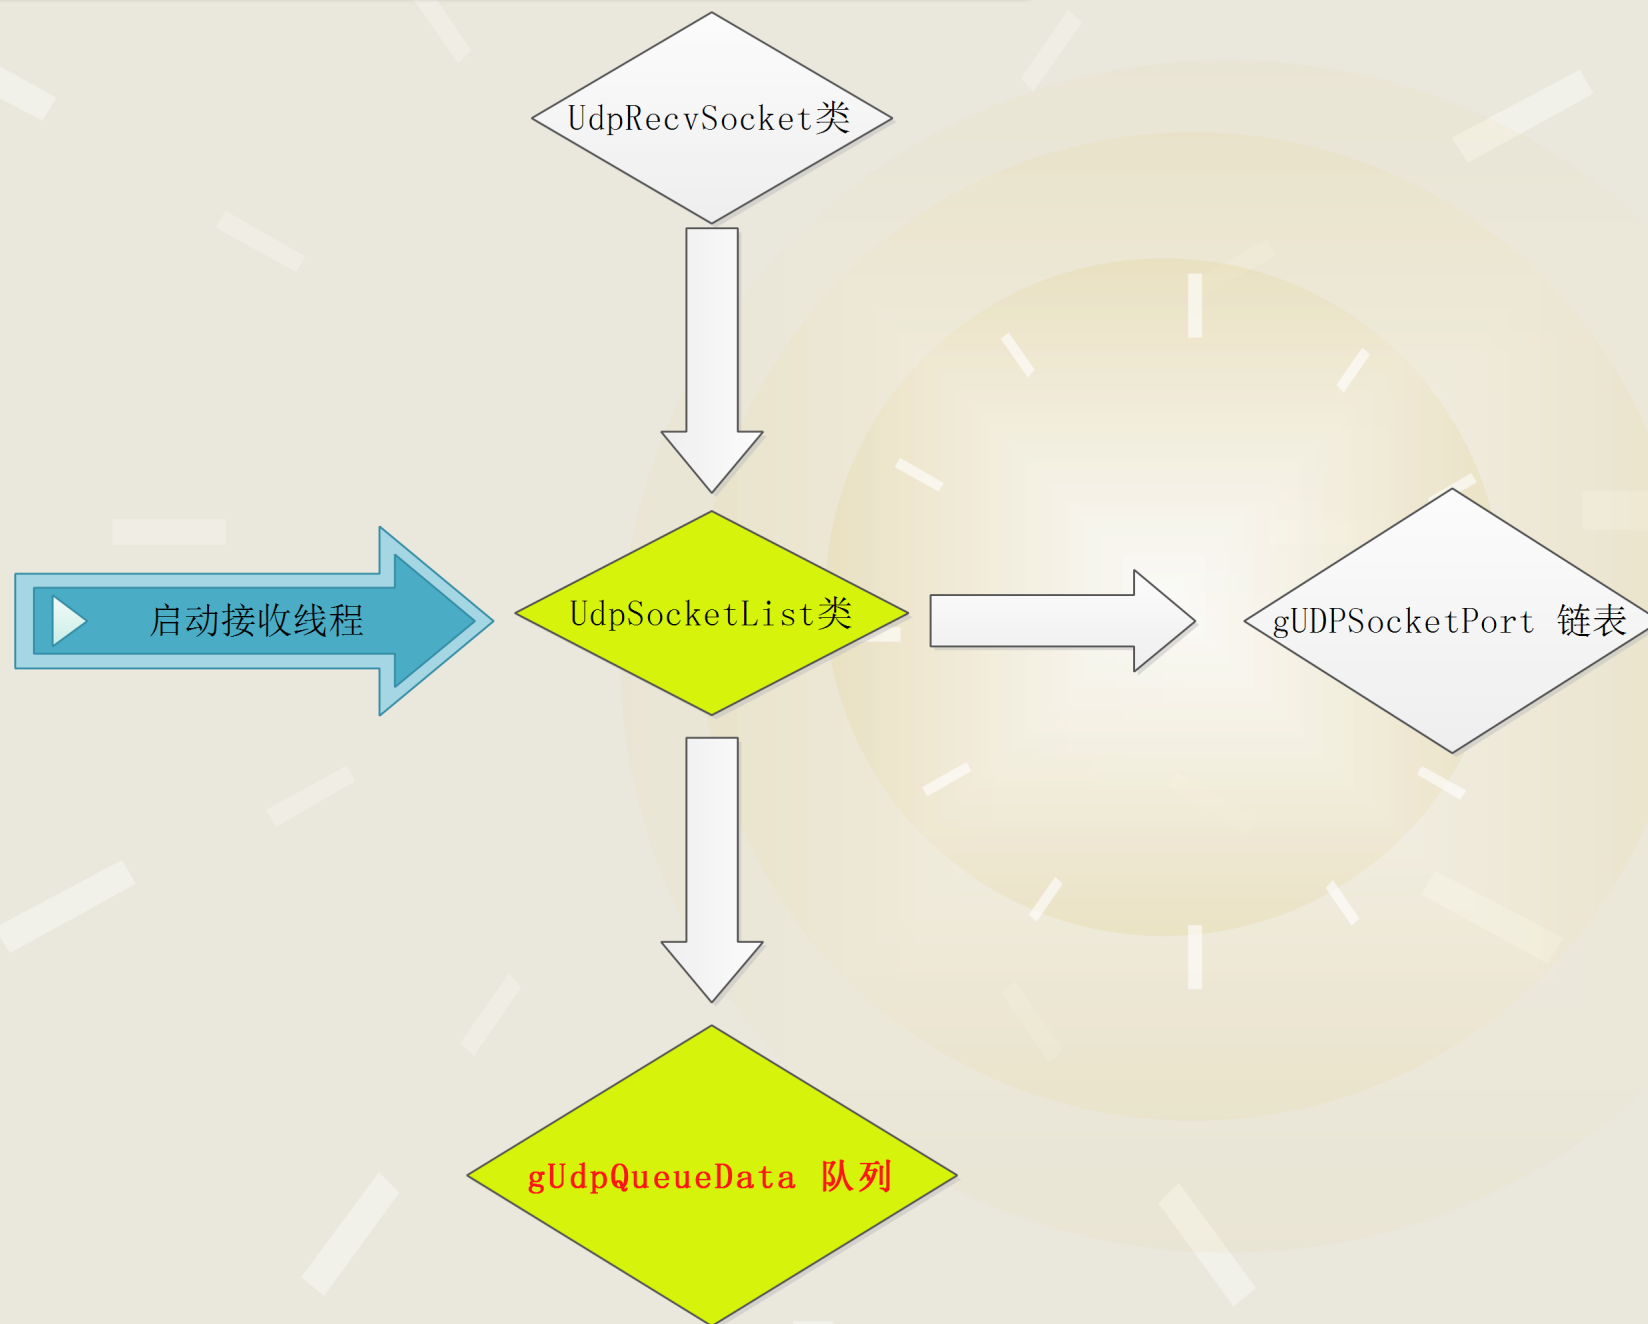 UdpRecvSocket类
启动接收线程
UdpSocketList类
gUDPSocketPort 链表
gUdpQueueData 队列